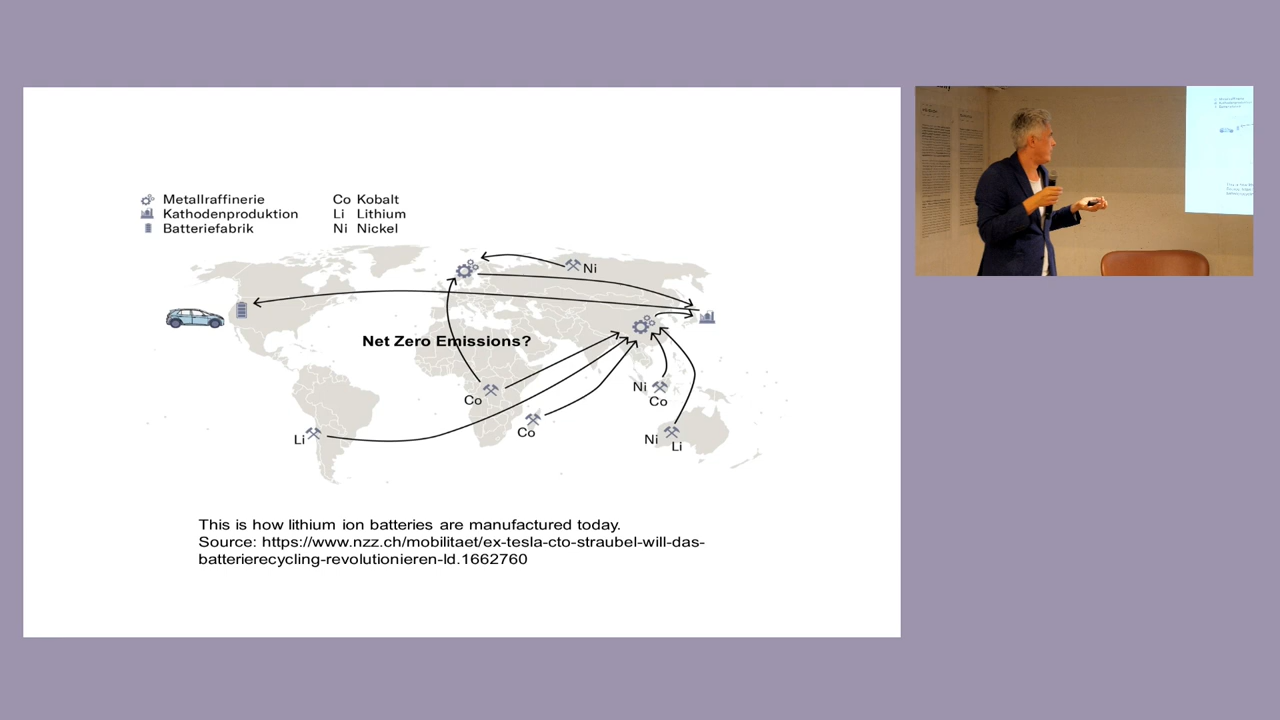 Metallraffinerie
Kathodenproduktion
Batteriefabrik
Co Kobalt
Li Lithium
Ni Nickel
Ni
Net Zero Emissions?
Co
Li
Co
Ni
Co
Ni
Li
This is how lithium ion batteries are manufactured today.
Source: https://www.nzz.ch/mobilitaet/ex-tesla-cto-straubel-will-das-
batterierecycling-revolutionieren-ld.1662760